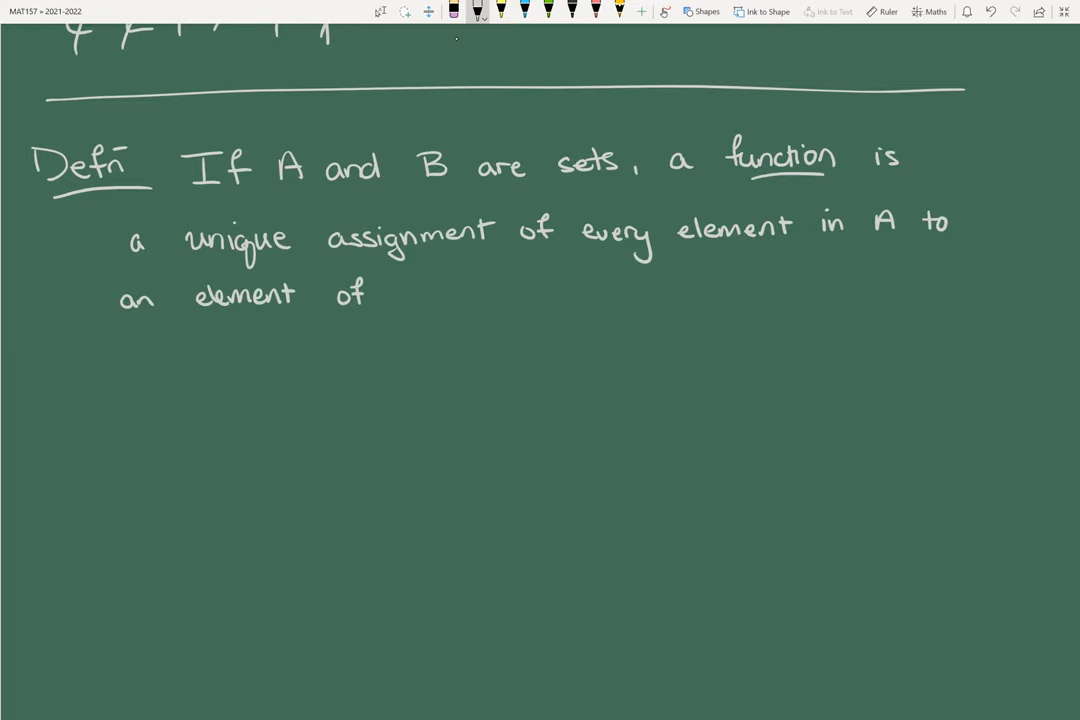 MAT157 » 2021-2022
Shapes Ink to Shape Ink to Text Ruler Maths
Defn If A and B are sets, a function is
a unique assignment of every element in A to
an element of